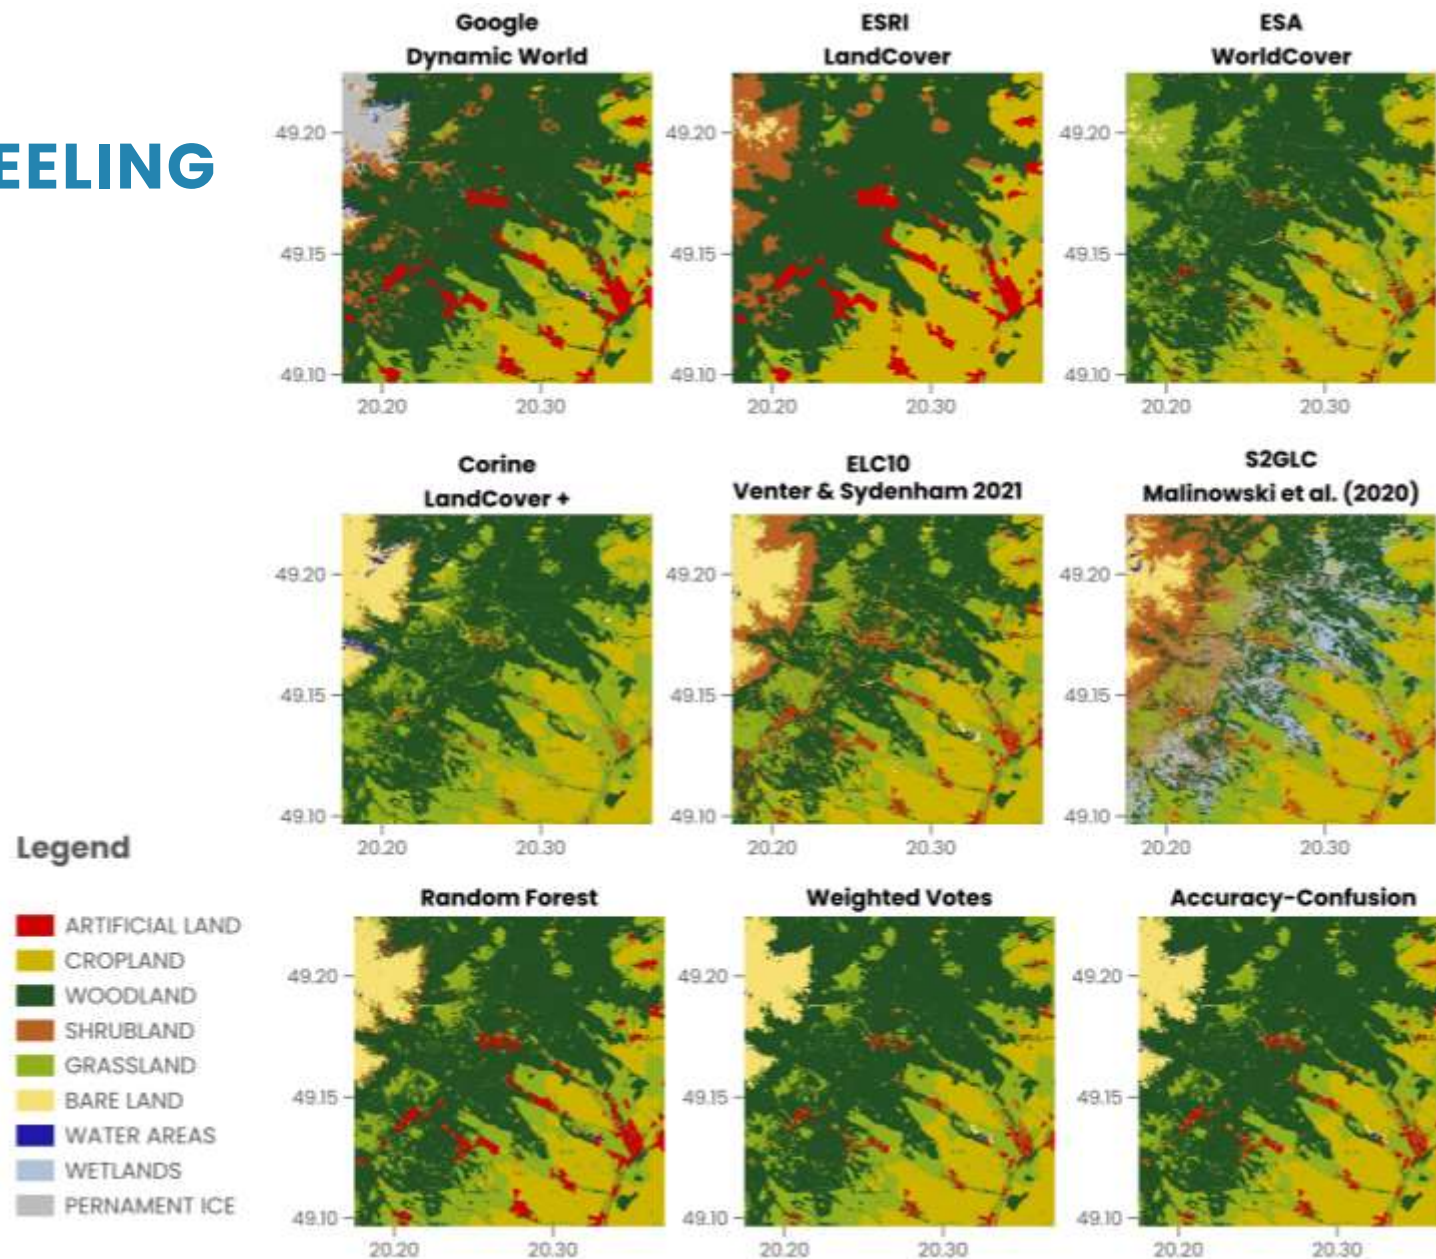 EELING
Google
Dynamic World
ESRI
LandCover
ESA
WorldCover
49.20
49.15
49.10
20.20 20.30
49.20
49.15
49.10
20.20 20.30
49.20
49.15
49.10
20.20 20.30
Corine
LandCover +
ELC10
Venter & Sydenham 2021
S2GLC
Malinowski et al. (2020)
49.20
49.15
49.10
20.20 20.30
49.20
49.15
49.10
20.20 20.30
49.20
49.15
49.10
20.20 20.30
Legend
ARTIFICIAL LAND
CROPLAND
WOODLAND
SHRUBLAND
GRASSLAND
BARE LAND
WATER AREAS
WETLANDS
PERNAMENT ICE
Random Forest
Weighted Votes
Accuracy-Confusion
49.20
49.15
49.10
20.20 20.30
49.20
49.15
49.10
20.20 20.30
49.20
49.15
49.10
20.20 20.30